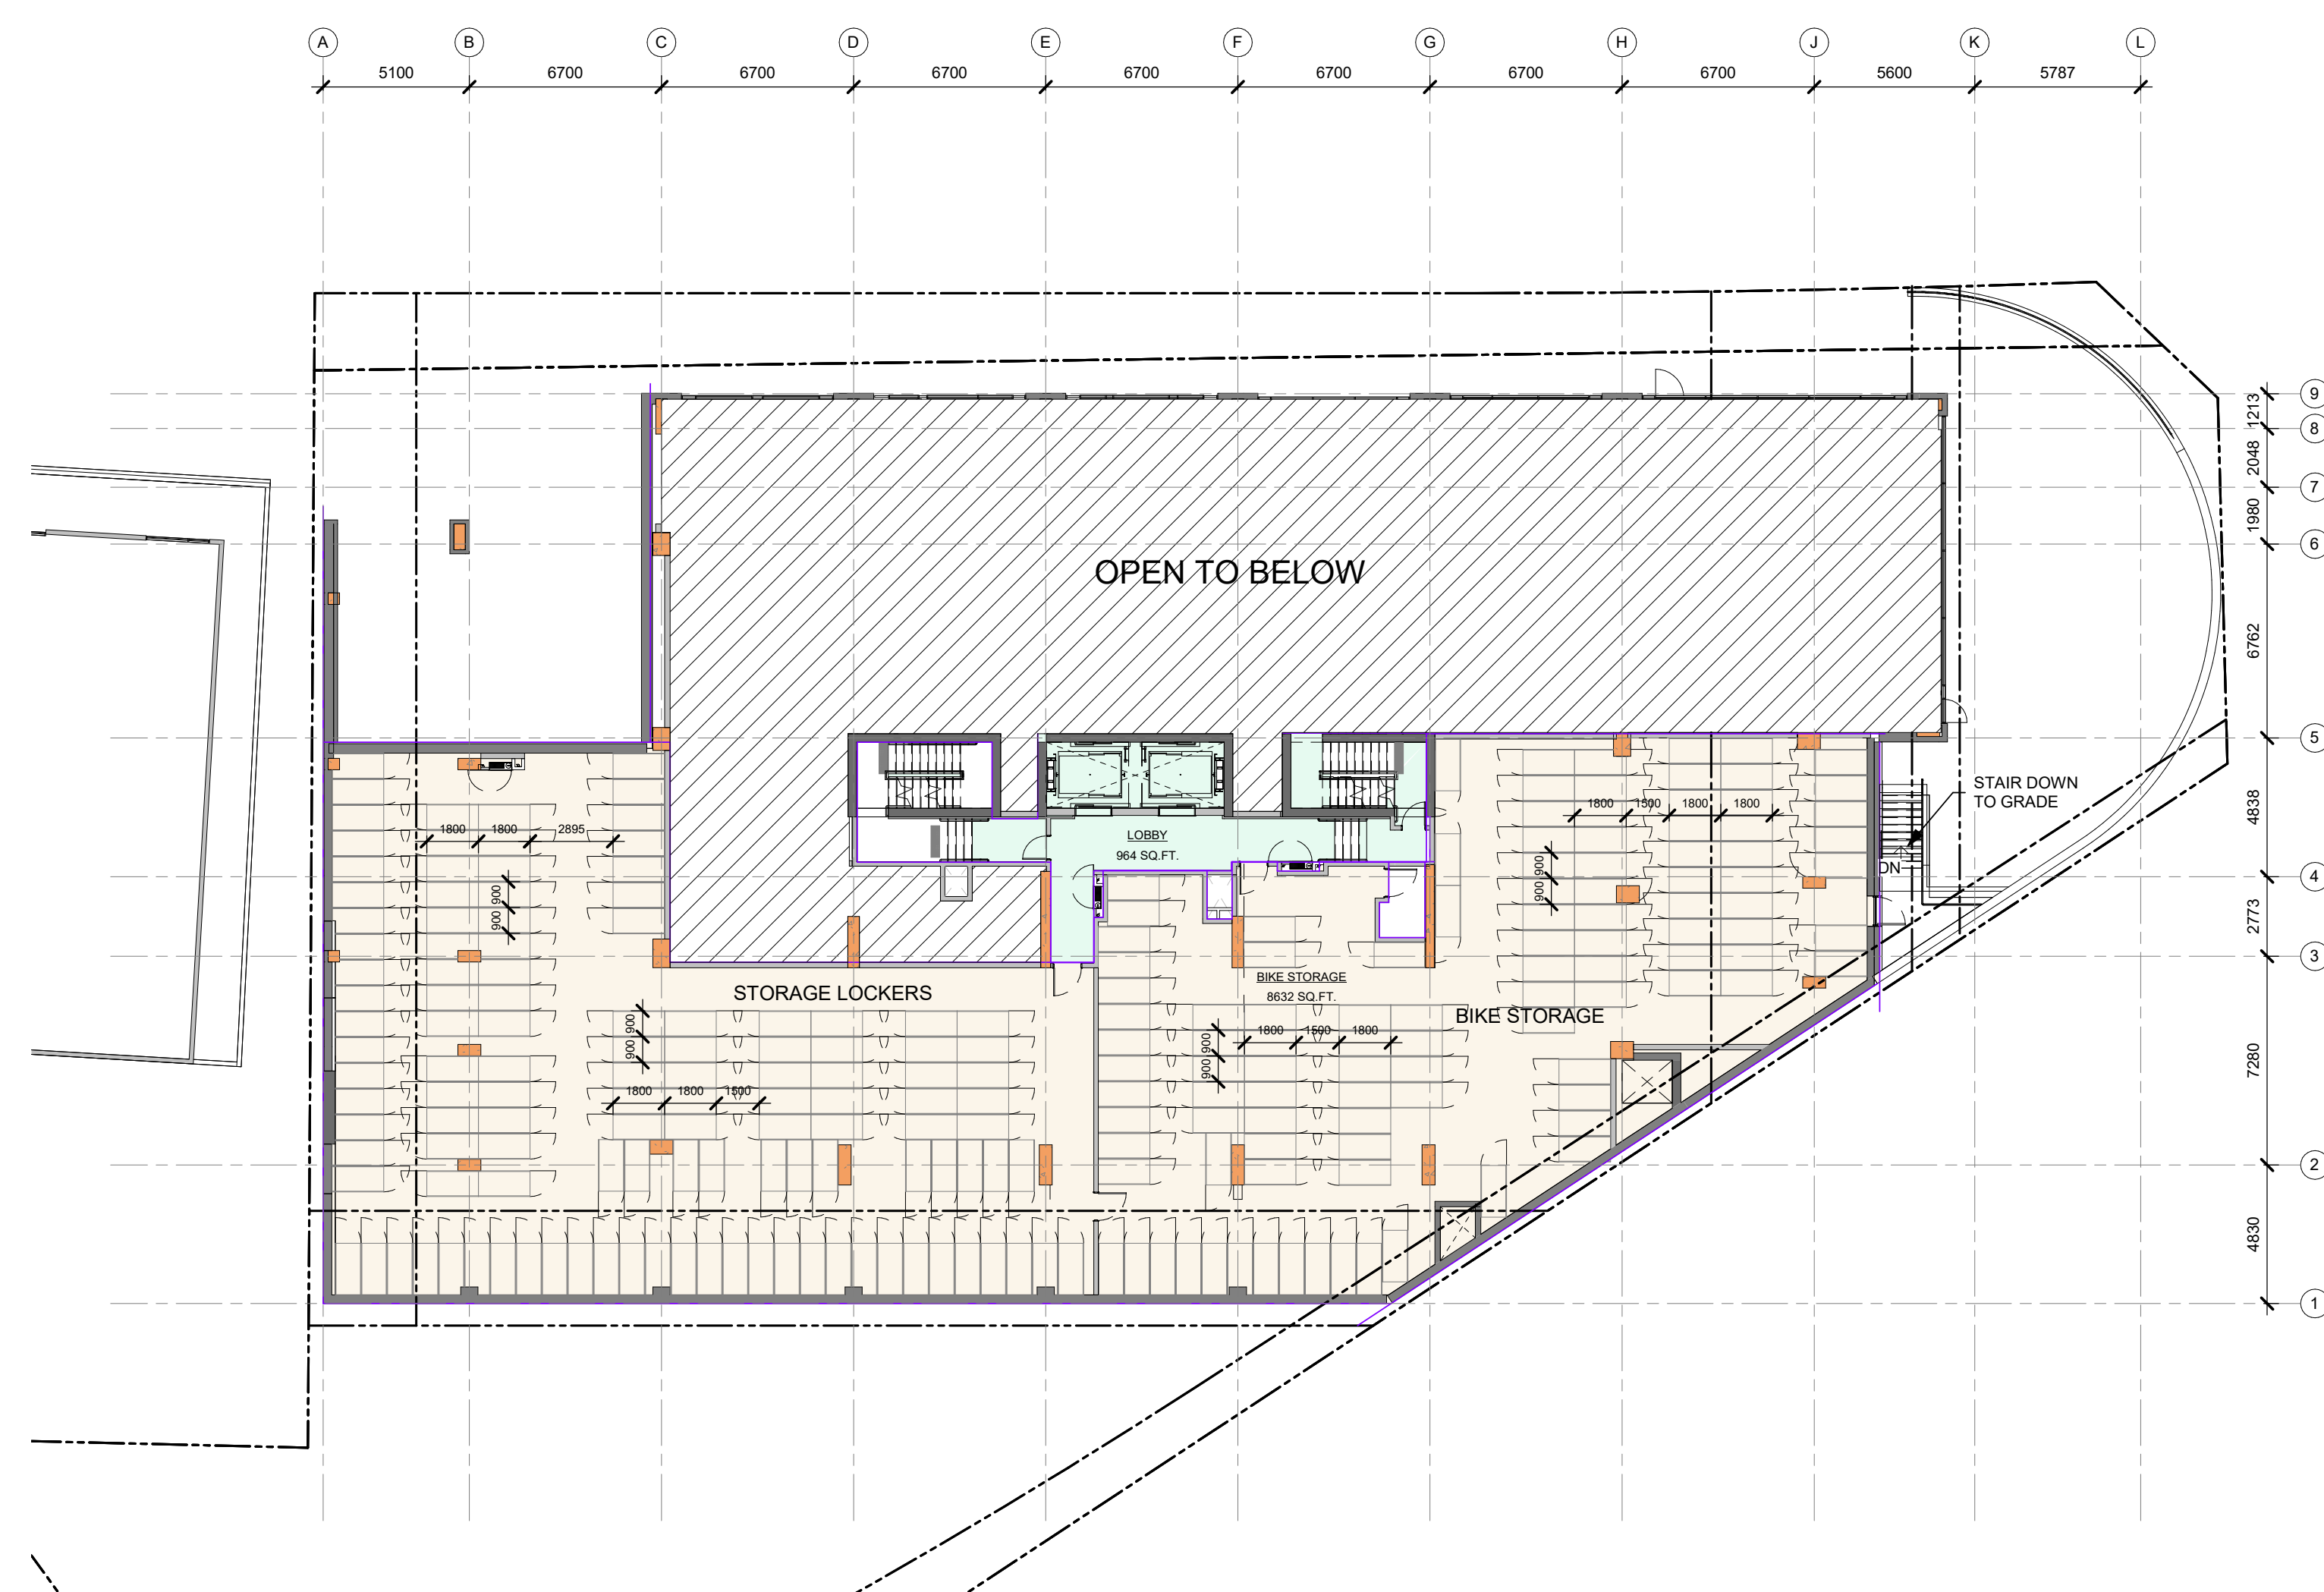 A B C D E F G H J K L
5100 6700 6700 6700 6700 6700 6700 6700 5600 5787
9
1213
8
2048
7
1980
6
OPEN TO BELOW
6762
5
STAIR DOWN
TO GRADE
1800 1500 1800 1800
4838
1800 1800 2895
LOBBY
964 SQ.FT.
900 900
DN
4
900 900
2773
3
BIKE STORAGE
8632 SQ.FT.
STORAGE LOCKERS
BIKE STORAGE
900 900
1800 1500 1800
900 900
7280
1800 1800 1500
2
4830
1